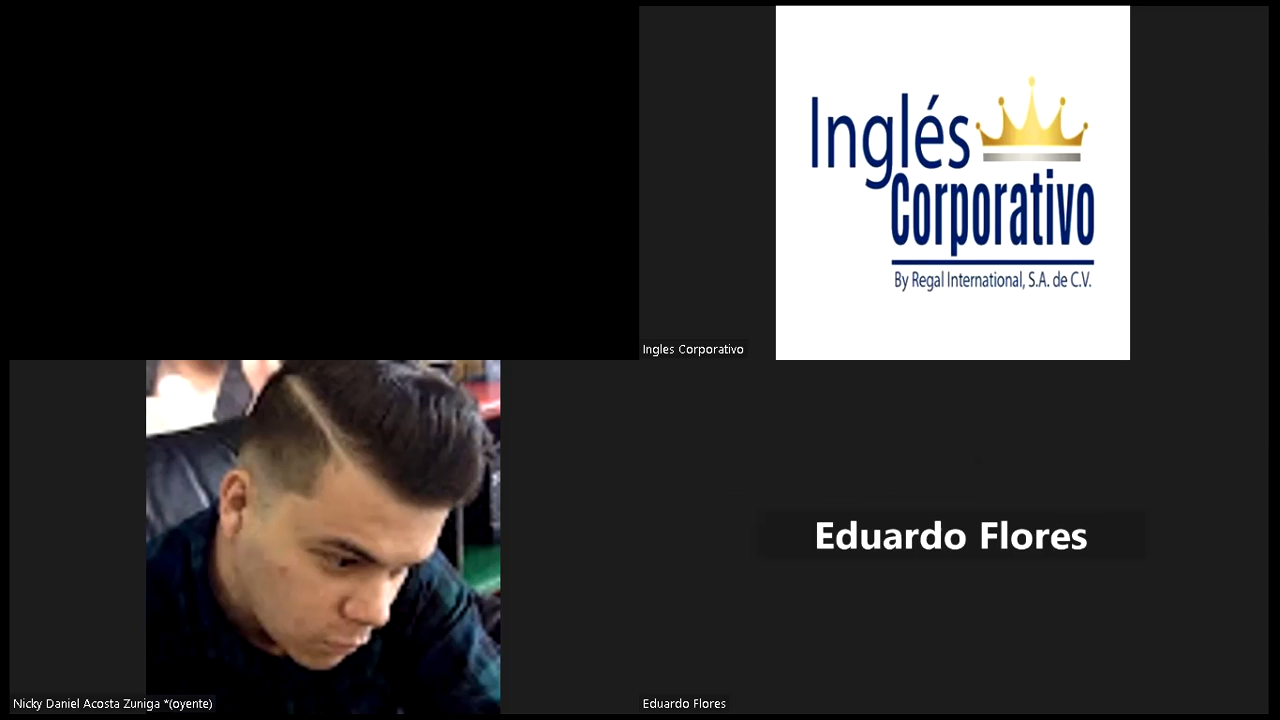 Inglés
Corporativo
By Regal International, S.A. de C.V.
Ingles Corporativo
Eduardo Flores
Nicky Daniel Acosta Zuniga *(oyente)
Eduardo Flores